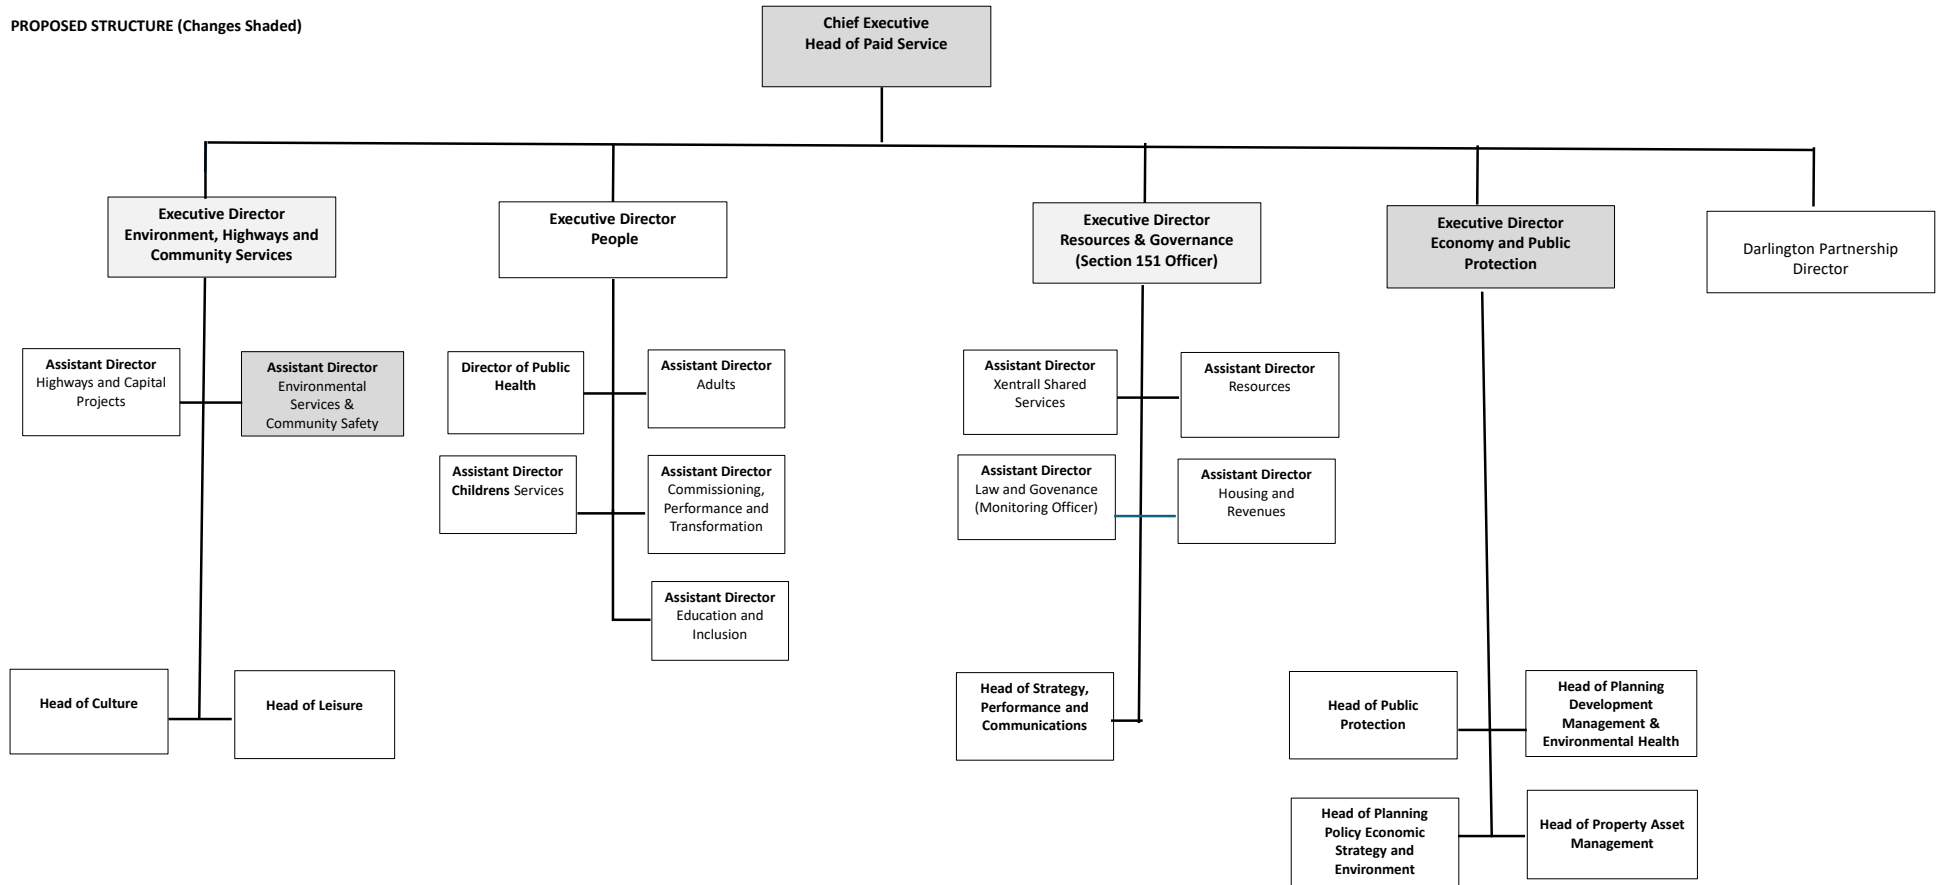 PROPOSED STRUCTURE (Changes Shaded)
Chief Executive
Head of Paid Service
Executive Director
Environment, Highways and
Community Services
Executive Director
People
Executive Director
Resources & Governance
(Section 151 Officer)
Executive Director
Economy and Public
Protection
Darlington Partnership
Director
Assistant Director
Highways and Capital
Projects
Assistant Director
Environmental
Services &
Community Safety
Director of Public
Health
Assistant Director
Adults
Assistant Director
Xentrall Shared
Services
Assistant Director
Resources
Assistant Director
Childrens Services
Assistant Director
Commissioning,
Performance and
Transformation
Assistant Director
Law and Govenance
(Monitoring Officer)
Assistant Director
Housing and
Revenues
Assistant Director
Education and
Inclusion
Head of Culture
Head of Leisure
Head of Strategy,
Performance and
Communications
Head of Public
Protection
Head of Planning
Development
Management &
Environmental Health
Head of Planning
Policy Economic
Strategy and
Environment
Head of Property Asset
Management